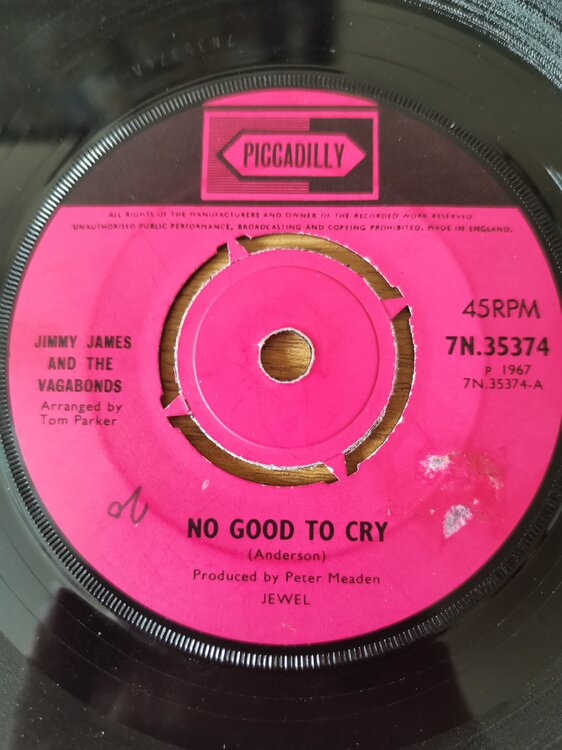 7N35374A
PICCADILLY
ALL RIGHTS OF THE MANUFACTURERS AND OWNER OF THE RECORDED WORK RESERVED
UNAUTHORISED PUBLIC PERFORMANCE, BROADCASTING AND COPYING PROHIBITED. MADE IN ENGLAND.
45RPM
7N.35374
P 1967
7N.35374-A
JIMMY JAMES
AND THE
VAGABONDS
Arranged by
Tom Parker
NO GOOD TO CRY
(Anderson)
Produced by Peter Meaden
JEWEL